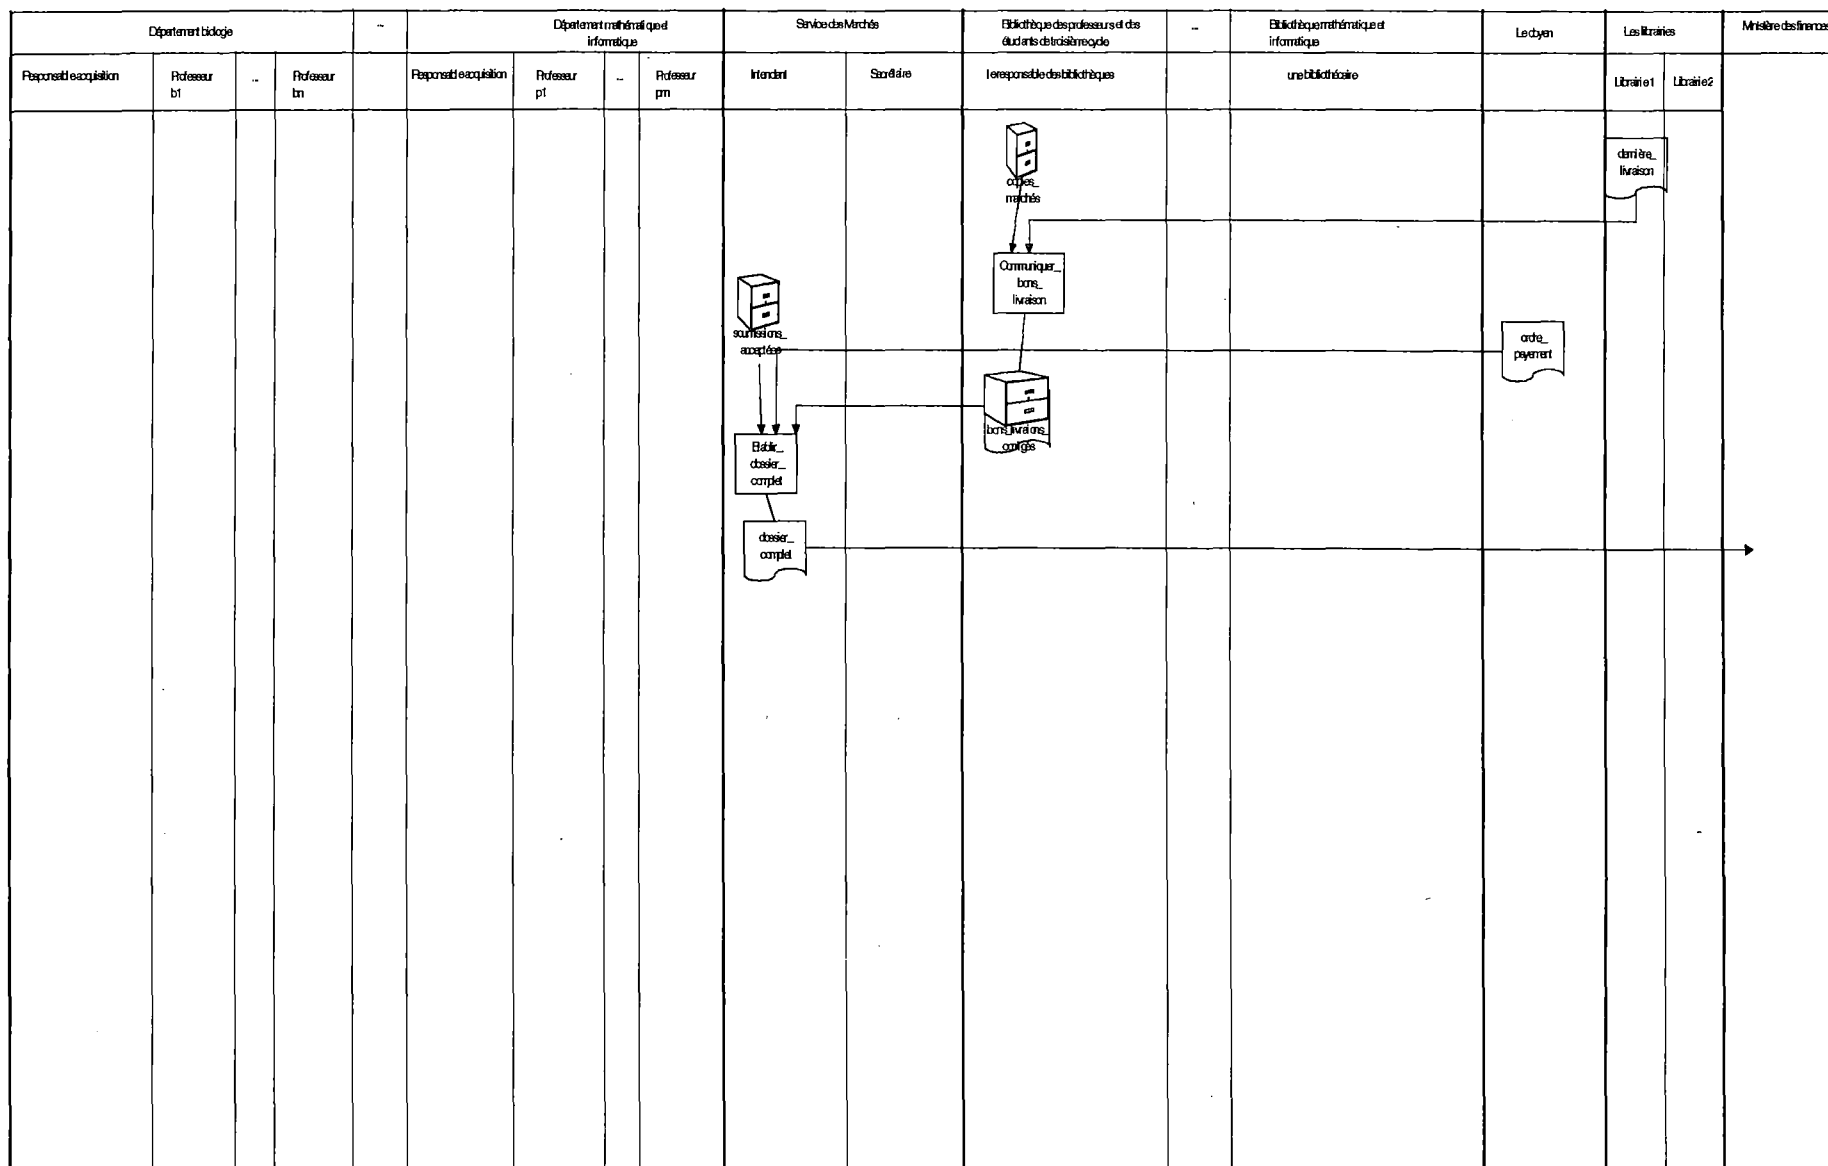 Département biologie
...
Département mathématique et
informatique
Service des Marchés
Bibliothèque des professeurs et des
étudiants de troisième cycle
...
Bibliothèque mathématique et
informatique
Le doyen
Les librairies
Ministère des finances
Responsable acquisition
Professeur
b1
...
Professeur
bn
Responsable acquisition
Professeur
p1
...
Professeur
pm
Intendant
Secrétaire
le responsable des bibliothèques
une bibliothécaire
Librairie 1
Librairie 2
copies_
marchés
dernière_
livraison
Communiquer_
bons_
livraison
soumissions_
acceptées
ordre_
payement
bons_livraions_
corrigés
Etablir_
dossier_
complet
dossier_
complet